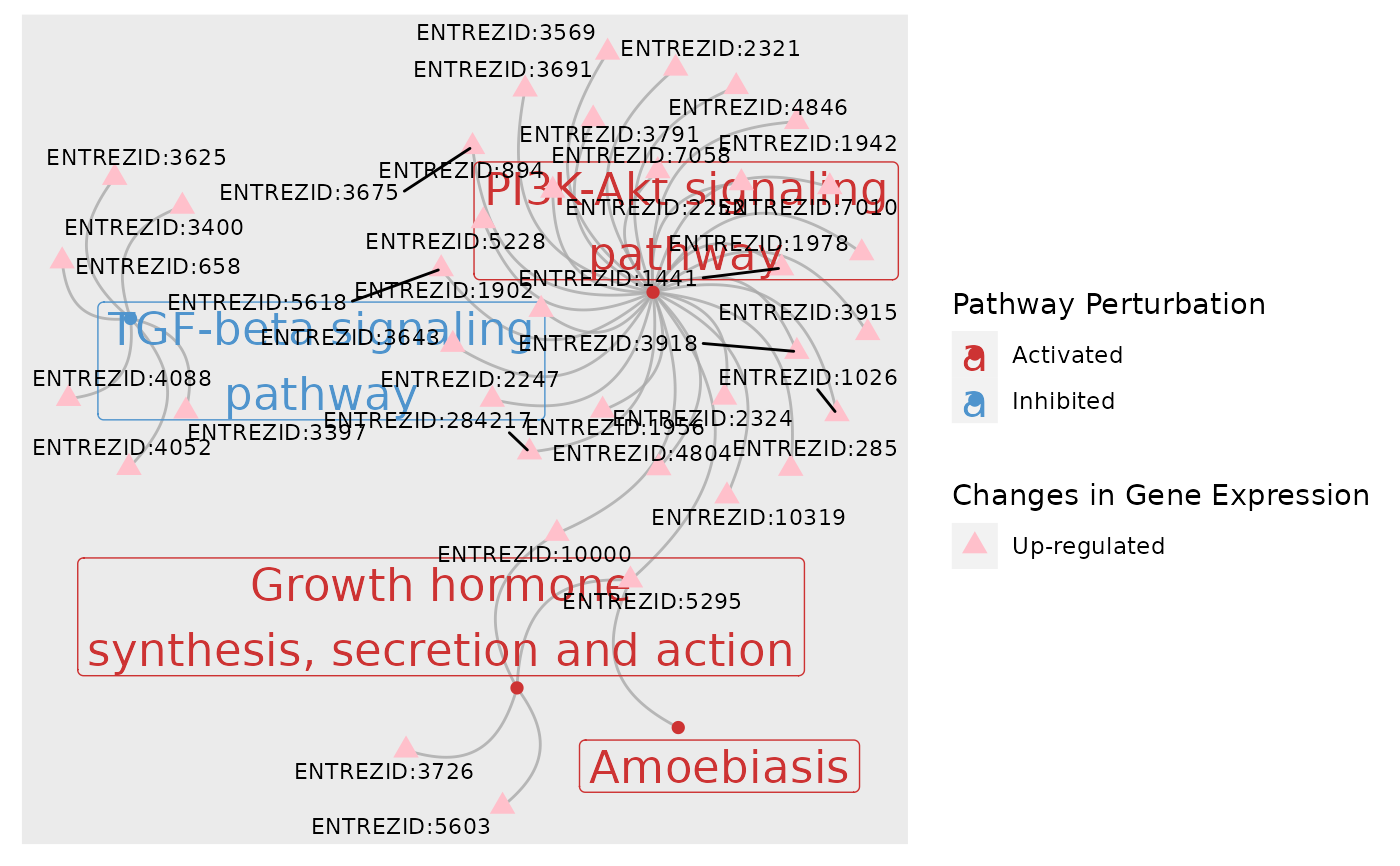 ENTREZID:3569
ENTREZID:2321
ENTREZID:3691
ENTREZID:4846
ENTREZID:3791
ENTREZID:1942
ENTREZID:3625
ENTREZID:7058
ENTREZID:894
ENTREZID:3675
PI3K-Akt signaling
pathway
ENTREZID:2252
ENTREZID:7010
ENTREZID:3400
ENTREZID:5228
ENTREZID:1978
ENTREZID:658
ENTREZID:1441
ENTREZID:1902
ENTREZID:5618
ENTREZID:3915
TGF-beta signaling
pathway
ENTREZID:3643
ENTREZID:3918
ENTREZID:4088
ENTREZID:2247
ENTREZID:1026
ENTREZID:284217
ENTREZID:2324
ENTREZID:1956
ENTREZID:3397
ENTREZID:4052
ENTREZID:4804
ENTREZID:285
ENTREZID:10319
ENTREZID:10000
Growth hormone
synthesis, secretion and action
ENTREZID:5295
ENTREZID:3726
Amoebiasis
ENTREZID:5603
Pathway Perturbation
a Activated
a Inhibited
Changes in Gene Expression
Up-regulated